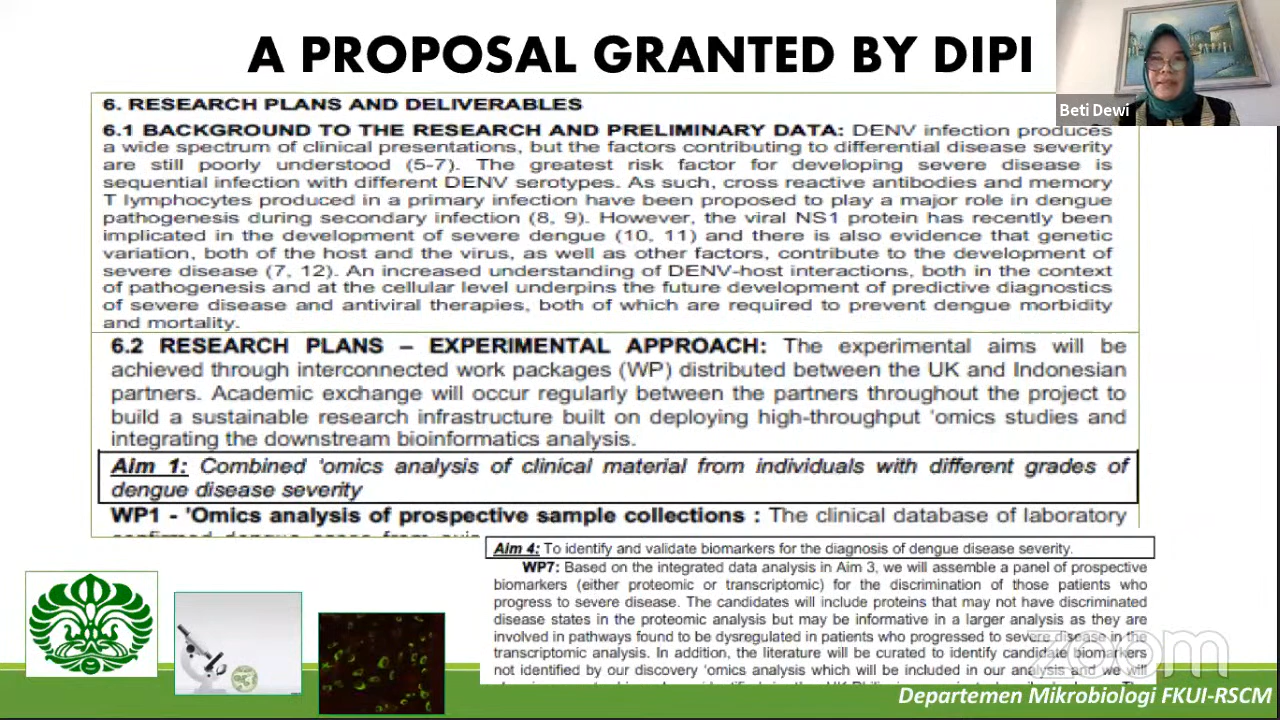 A PROPOSAL GRANTED BY DIPI
Beti Dewi
6. RESEARCH PLANS AND DELIVERABLES
6.1 BACKGROUND TO THE RESEARCH AND PRELIMINARY DATA: DENV infection produces
a wide spectrum of clinical presentations, but the factors contributing to differential disease severity
are still poorly understood (5-7). The greatest risk factor for developing severe disease is
sequential infection with different DENV serotypes. As such, cross reactive antibodies and memory
T lymphocytes produced in a primary infection have been proposed to play a major role in dengue
pathogenesis during secondary infection (8, 9). However, the viral NS1 protein has recently been
implicated in the development of severe dengue (10, 11) and there is also evidence that genetic
variation, both of the host and the virus, as well as other factors, contribute to the development of
severe disease (7, 12). An increased understanding of DENV-host interactions, both in the context
of pathogenesis and at the cellular level underpins the future development of predictive diagnostics
of severe disease and antiviral therapies, both of which are required to prevent dengue morbidity
and mortality.
6.2 RESEARCH PLANS – EXPERIMENTAL APPROACH: The experimental aims will be
achieved through interconnected work packages (WP) distributed between the UK and Indonesian
partners. Academic exchange will occur regularly between the partners throughout the project to
build a sustainable research infrastructure built on deploying high-throughput 'omics studies and
integrating the downstream bioinformatics analysis.
Aim 1: Combined 'omics analysis of clinical material from individuals with different grades of
dengue disease severity
WP1 - 'Omics analysis of prospective sample collections : The clinical database of laboratory
Aim 4: To identify and validate biomarkers for the diagnosis of dengue disease severity.
WP7: Based on the integrated data analysis in Aim 3, we will assemble a panel of prospective
biomarkers (either proteomic or transcriptomic) for the discrimination of those patients who
progress to severe disease. The candidates will include proteins that may not have discriminated
disease states in the proteomic analysis but may be informative in a larger analysis as they are
involved in pathways found to be dysregulated in patients who progressed to severe disease in the
transcriptomic analysis. In addition, the literature will be curated to identify candidate biomarkers
not identified by our discovery 'omics analysis which will be included in our analysis and we will
zoom
Departemen Mikrobiologi FKUI-RSCM